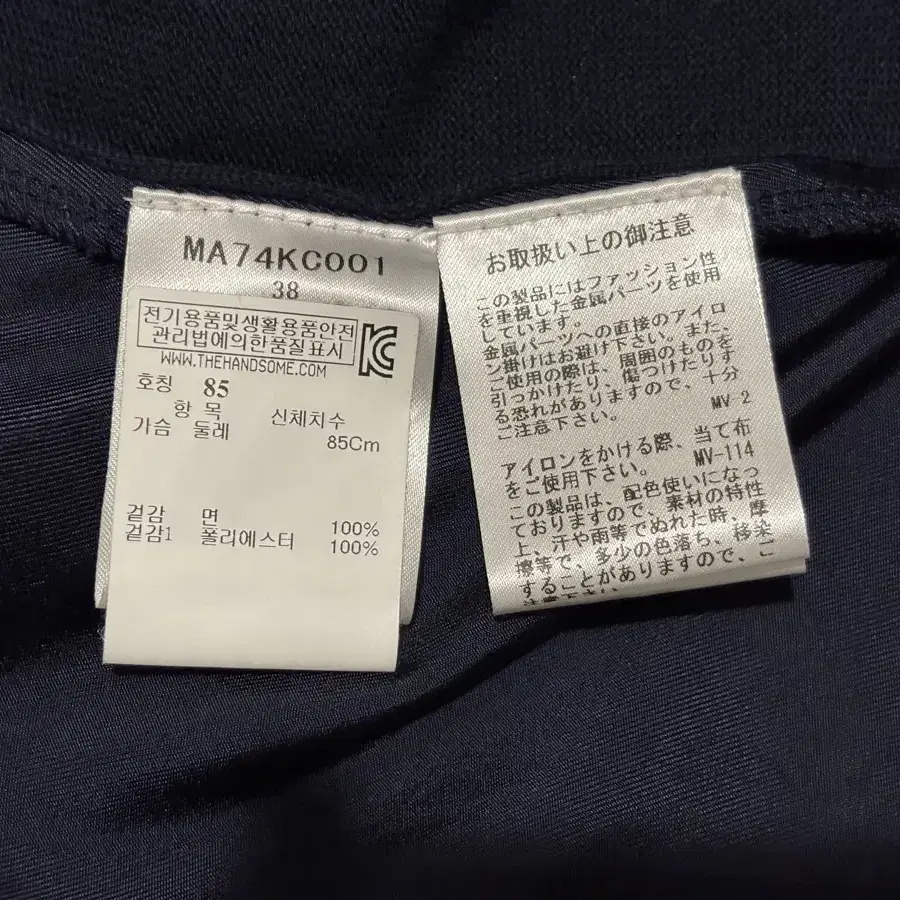 MA74KC001
38
전기용품및생활용품안전
관리법에의한품질표시
WWW.THEHANDSOME.COM
호칭 85
항 목 신체치수
가슴 둘레 85Cm
겉감 면 100%
겉감1 폴리에스터 100%
お取扱い上の御注意
この製品にはファッション性
を重視した金属パーツを使用
しています。
金属パーツへの直接のアイロ
ン掛けはお避け下さい。また、
ご使用の際は、周囲のものを
引っかけたり、傷つけたりす
る恐れがありますので、十分
ご注意下さい。 MV 2
アイロンをかける際、当て布
をご使用下さい。 MV-114
この製品は、配色使いになっ
ておりますので、素材の特性
上、汗や雨等でぬれた時、摩
擦等で、多少の色落ち、移染
することがありますので、ご
注意下さい。